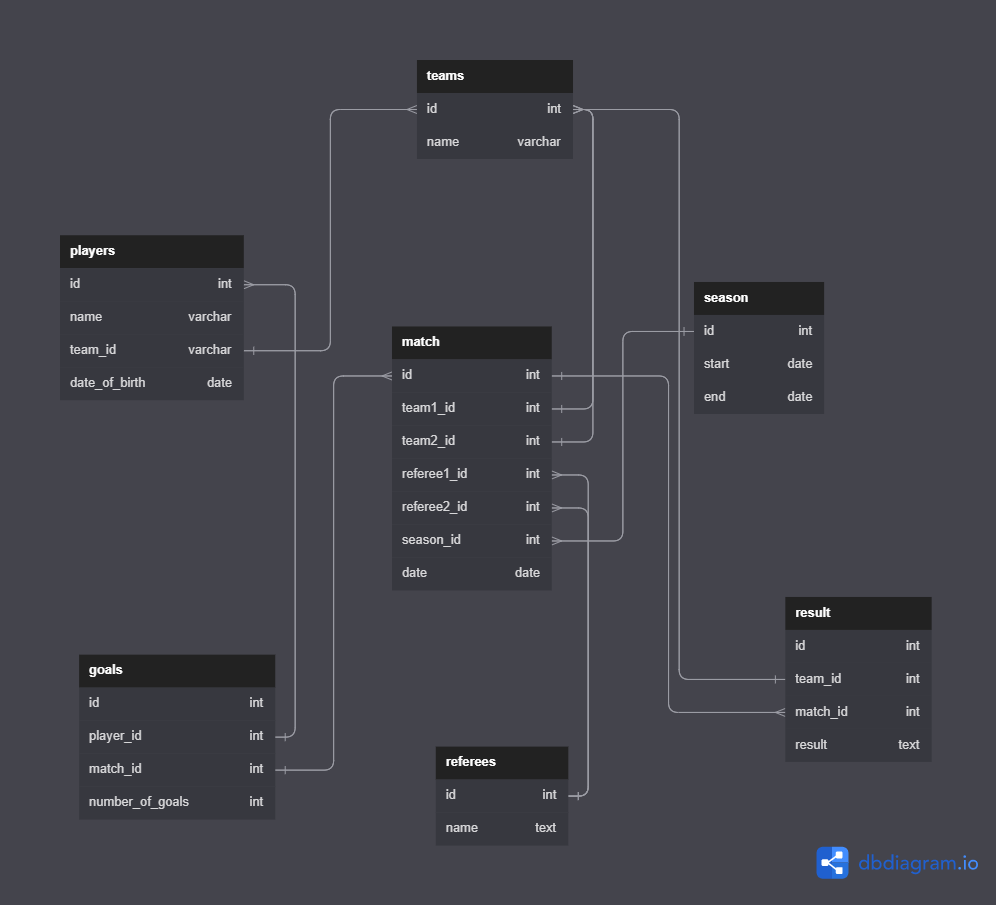 teams
id int
name varchar
players
id int
name varchar
team_id varchar
date_of_birth date
season
id int
start date
end date
match
id int
team1_id int
team2_id int
referee1_id int
referee2_id int
season_id int
date date
result
id int
team_id int
match_id int
result text
goals
id int
player_id int
match_id int
number_of_goals int
referees
id int
name text
dbdiagram.io